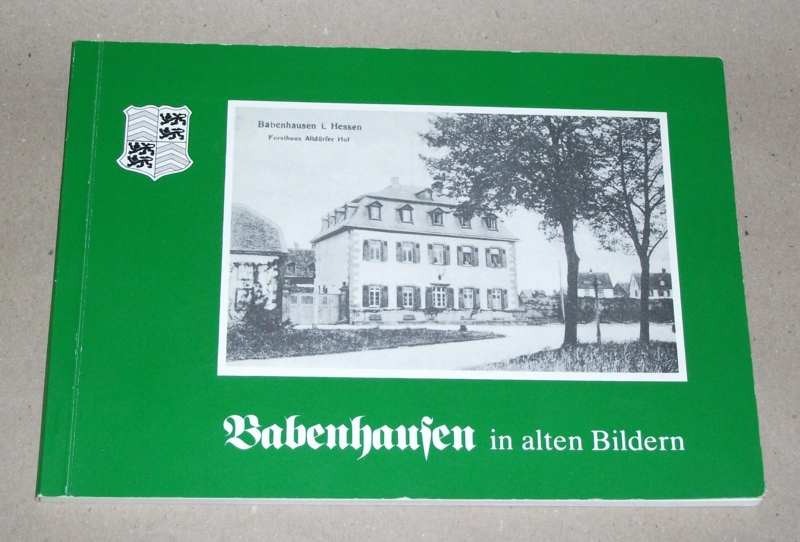 Babenhausen i. Hessen
Forsthaus Altdörfer Hof
Babenhauſen in alten Bildern